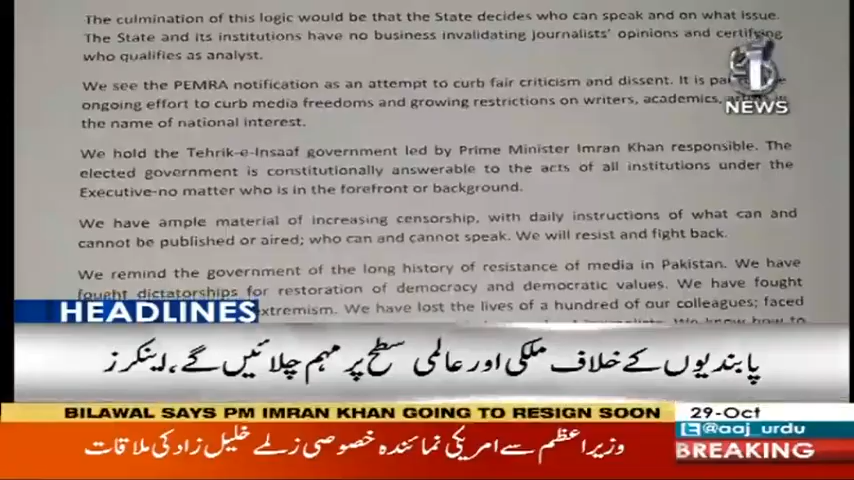 The culmination of this logic would be that the State decides who can speak and on what issue.
The State and its institutions have no business invalidating journalists' opinions and certifying
who qualifies as analyst.
We see the PEMRA notification as an attempt to curb fair criticism and dissent. It is
ongoing effort to curb media freedoms and growing restrictions on writers, academics,
the name of national interest.
We hold the Tehrik-e-Insaaf government led by Prime Minister Imran Khan responsible. The
elected government is constitutionally answerable to the acts of all institutions under the
Executive-no matter who is in the forefront or background.
We have ample material of increasing censorship, with daily instructions of what can and
cannot be published or aired; who can and cannot speak. We will resist and fight back.
We remind the government of the long history of resistance of media in Pakistan. We have
fought dictatorships for restoration of democracy and democratic values. We have fought
extremism. We have lost the lives of a hundred of our colleagues; faced
NEWS
HEADLINES
پابندیوں کے خلاف ملکی اور عالمی سطح پر مہم چلائیں گے، اینکرز
BILAWAL SAYS PM IMRAN KHAN GOING TO RESIGN SOON
29-Oct
@aaj_urdu
وزیراعظم سے امریکی نمائندہ خصوصی زلمے خلیل زاد کی ملاقات
BREAKING